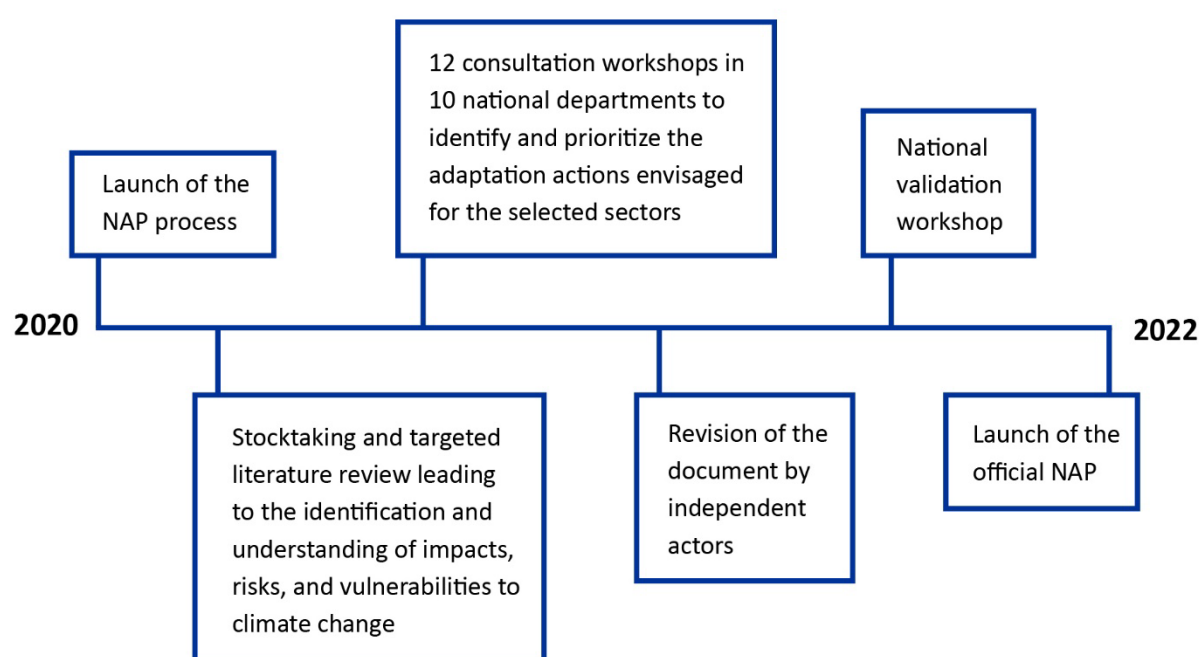 2020
Launch of the
NAP process
Stocktaking and targeted
literature review leading
to the identification and
understanding of impacts,
risks, and vulnerabilities to
climate change
12 consultation workshops in
10 national departments to
identify and prioritize the
adaptation actions envisaged
for the selected sectors
Revision of the
document by
independent
actors
National
validation
workshop
Launch of the
official NAP
2022